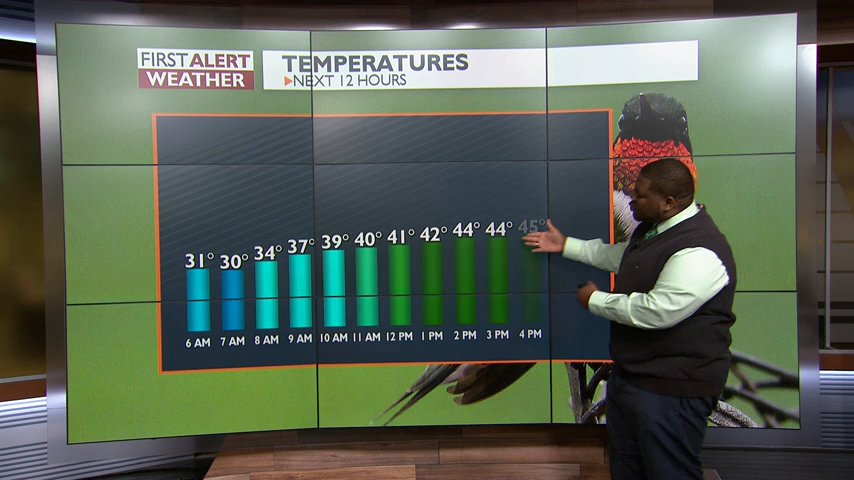 FIRST ALERT
WEATHER
TEMPERATURES
NEXT 12 HOURS
31° 30° 34° 37° 39° 40° 41° 42° 44° 44° 45°
6 AM 7 AM 8 AM 9 AM 10 AM 11 AM 12 PM 1 PM 2 PM 3 PM 4 PM